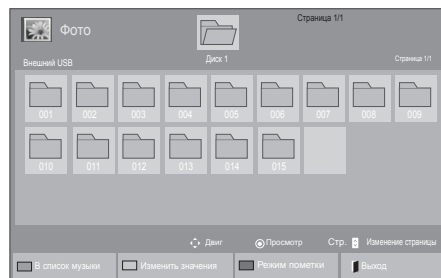 Страница 1/1
Фото
Внешний USB Диск 1 Страница 1/1
001 002 003 004 005 006 007 008 009
010 011 012 013 014 015
Двиг Просмотр Стр. Изменение страницы
В список музыки Изменить значения Режим пометки Выход